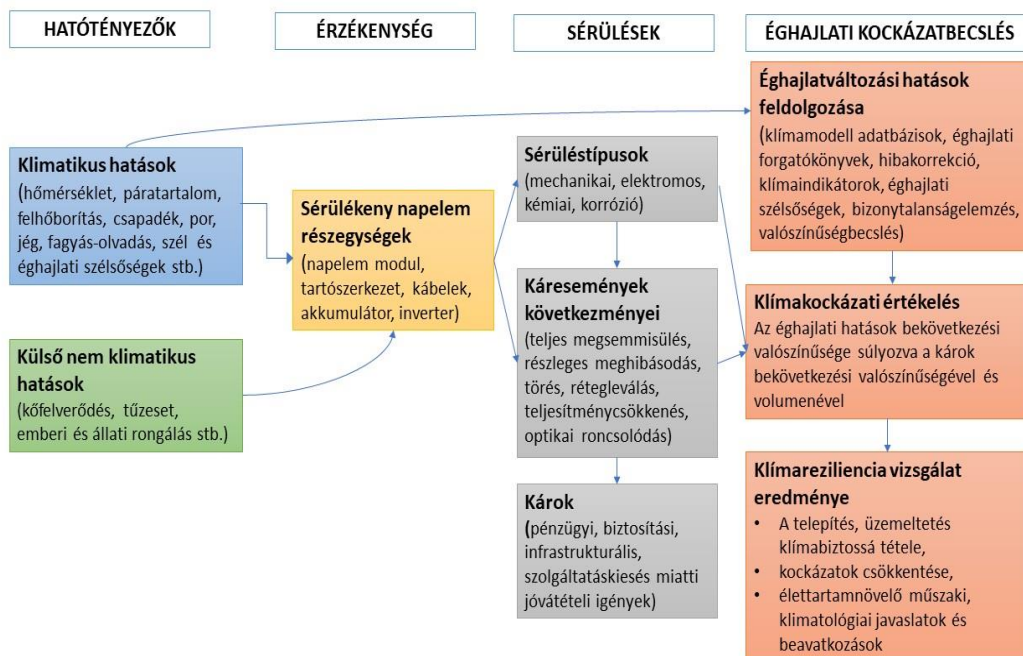 HATÓTÉNYEZŐK
ÉRZÉKENYSÉG
SÉRÜLÉSEK
ÉGHAJLATI KOCKÁZATBECSLÉS
Klimatikus hatások
(hőmérséklet, páratartalom,
felhőborítás, csapadék, por,
jég, fagyás-olvadás, szél és
éghajlati szélsőségek stb.)
Külső nem klimatikus
hatások
(kőfelverődés, tűzeset,
emberi és állati rongálás stb.)
Sérülékeny napelem
részegységek
(napelem modul,
tartószerkezet, kábelek,
akkumulátor, inverter)
Sérüléstípusok
(mechanikai, elektromos,
kémiai, korrózió)
Káresemények
következményei
(teljes megsemmisülés,
részleges meghibásodás,
törés, rétegleválás,
teljesítménycsökkenés,
optikai roncsolódás)
Károk
(pénzügyi, biztosítási,
infrastrukturális,
szolgáltatáskiesés miatti
jóvátételi igények)
Éghajlatváltozási hatások
feldolgozása
(klímamodell adatbázisok, éghajlati
forgatókönyvek, hibakorrekció,
klímaindikátorok, éghajlati
szélsőségek, bizonytalanságelemzés,
valószínűségbecslés)
Klímakockázati értékelés
Az éghajlati hatások bekövetkezési
valószínűsége súlyozva a károk
bekövetkezési valószínűségével és
volumenével
Klímareziliencia vizsgálat
eredménye
• A telepítés, üzemeltetés
klímabiztossá tétele,
• kockázatok csökkentése,
• élettartamnövelő műszaki,
klimatológiai javaslatok és
beavatkozások